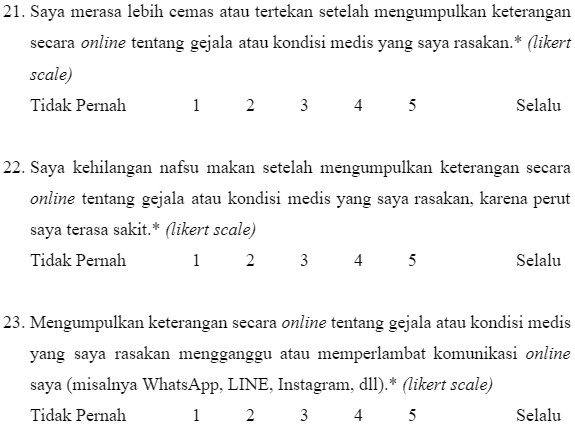 21. Saya merasa lebih cemas atau tertekan setelah mengumpulkan keterangan
secara online tentang gejala atau kondisi medis yang saya rasakan.* (likert
scale)
Tidak Pernah 1 2 3 4 5 Selalu
22. Saya kehilangan nafsu makan setelah mengumpulkan keterangan secara
online tentang gejala atau kondisi medis yang saya rasakan, karena perut
saya terasa sakit.* (likert scale)
Tidak Pernah 1 2 3 4 5 Selalu
23. Mengumpulkan keterangan secara online tentang gejala atau kondisi medis
yang saya rasakan mengganggu atau memperlambat komunikasi online
saya (misalnya WhatsApp, LINE, Instagram, dll).* (likert scale)
Tidak Pernah 1 2 3 4 5 Selalu